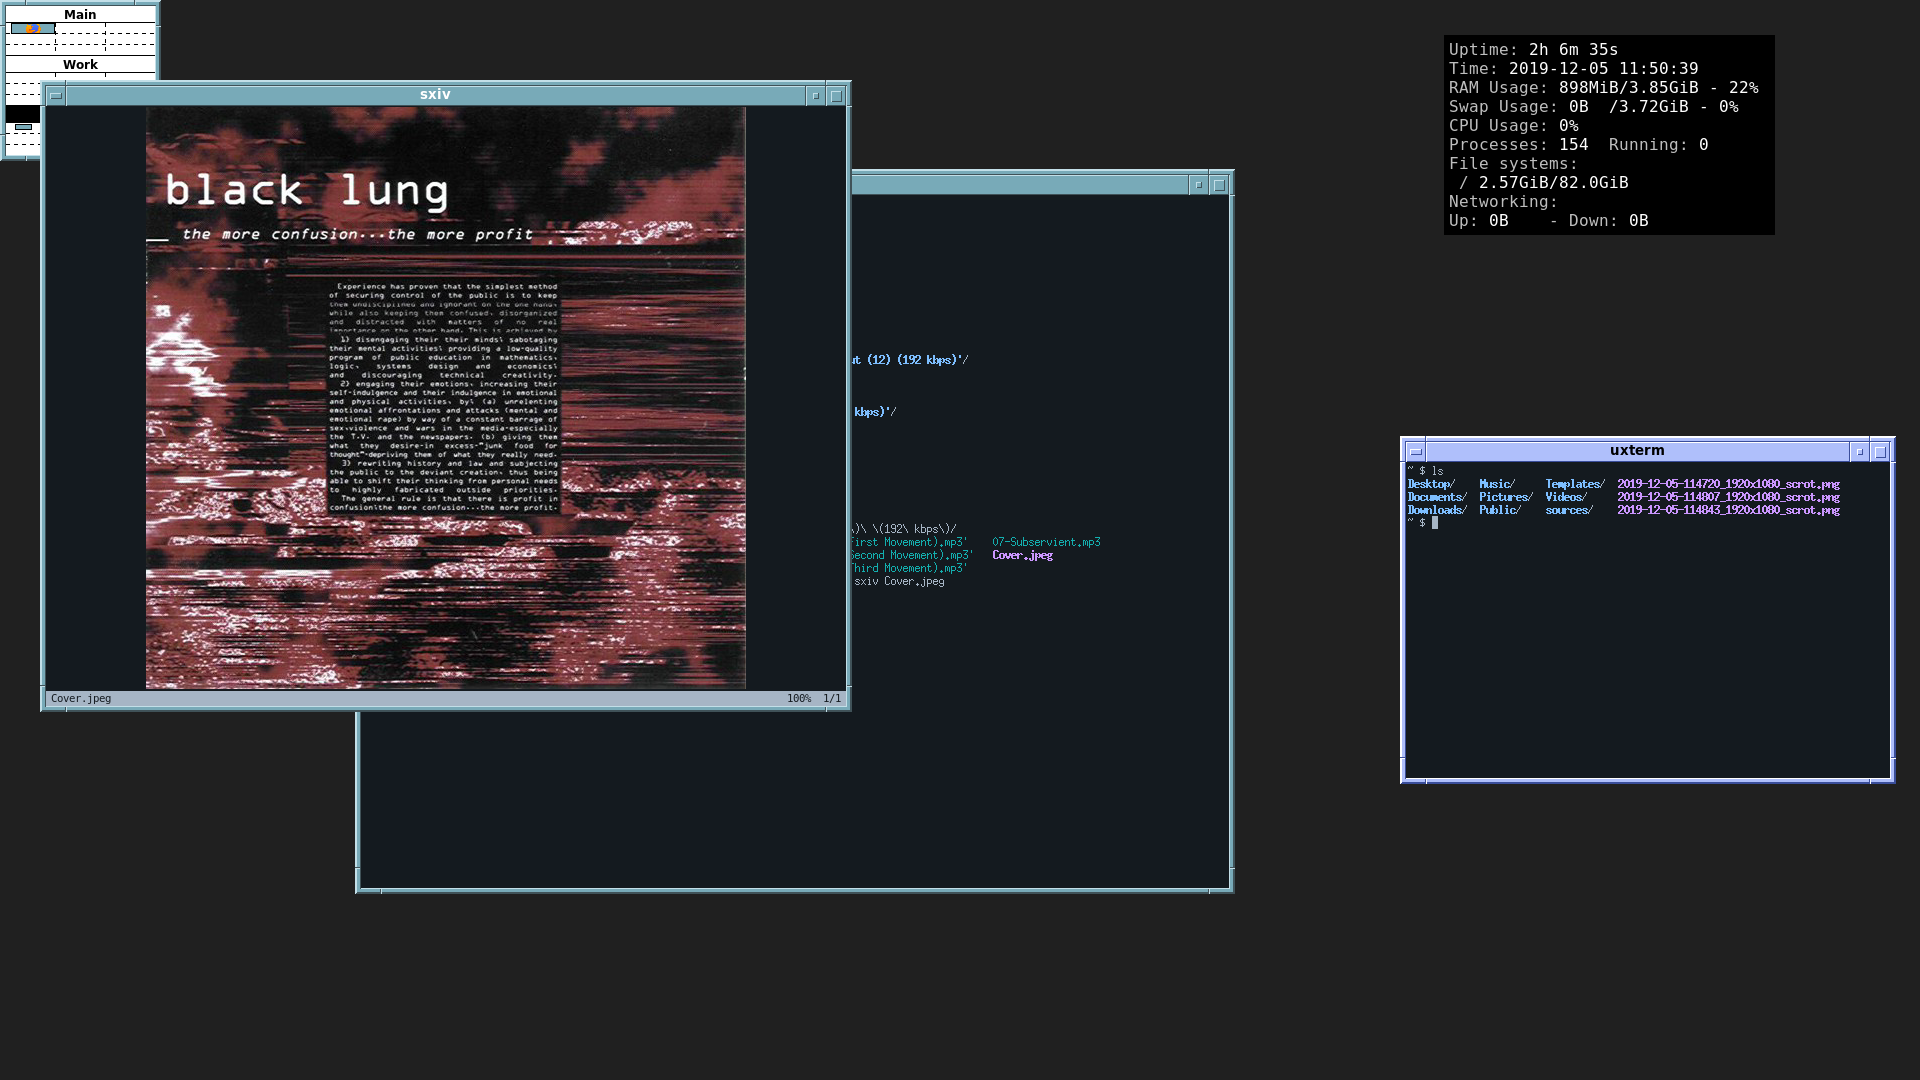 Main
Work
sxiv
black lung
the more confusion...the more profit
Experience has proven that the simplest method
of securing control of the public is to keep
them undisciplined and ignorant on the one hand,
while also keeping them confused, disorganized
and distracted with matters of no real
importance on the other hand. This is achieved by
1) disengaging their their minds\ sabotaging
their mental activities\ providing a low-quality
program of public education in mathematics,
logic, systems design and economics\
and discouraging technical creativity.
2) engaging their emotions, increasing their
self-indulgence and their indulgence in emotional
and physical activities, by\ (a) unrelenting
emotional affrontations and attacks (mental and
emotional rape) by way of a constant barrage of
sex,violence and wars in the media-especially
the T.V. and the newspapers. (b) giving them
what they desire-in excess-"junk food for
thought"-depriving them of what they really need.
3) rewriting history and law and subjecting
the public to the deviant creation, thus being
able to shift their thinking from personal needs
to highly fabricated outside priorities.
The general rule is that there is profit in
confusion\the more confusion...the more profit.
Cover.jpeg
100% 1/1
ut (12) (192 kbps)'/
kbps)'/
\)\ \(192\ kbps\)/
First Movement).mp3' 07-Subservient.mp3
Second Movement).mp3' Cover.jpeg
Third Movement).mp3'
sxiv Cover.jpeg
Uptime: 2h 6m 35s
Time: 2019-12-05 11:50:39
RAM Usage: 898MiB/3.85GiB - 22%
Swap Usage: 0B /3.72GiB - 0%
CPU Usage: 0%
Processes: 154 Running: 0
File systems:
/ 2.57GiB/82.0GiB
Networking:
Up: 0B - Down: 0B
uxterm
~ $ ls
Desktop/ Music/ Templates/ 2019-12-05-114720_1920x1080_scrot.png
Documents/ Pictures/ Videos/ 2019-12-05-114807_1920x1080_scrot.png
Downloads/ Public/ sources/ 2019-12-05-114843_1920x1080_scrot.png
~ $